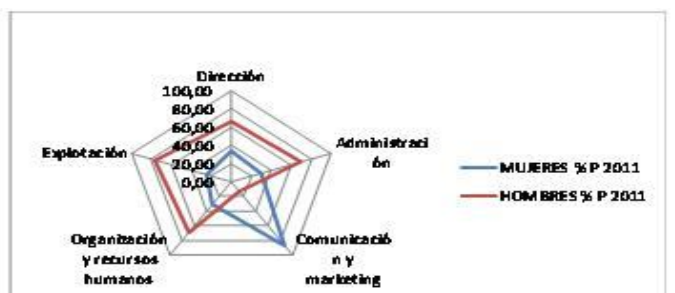 Dirección
100,00
80,00
60,00
40,00
20,00
0,00
Administraci
ón
Comunicació
n y
marketing
Organización
y recursos
humanos
Explotación
MUJERES % P 2011
HOMBRES % P 2011